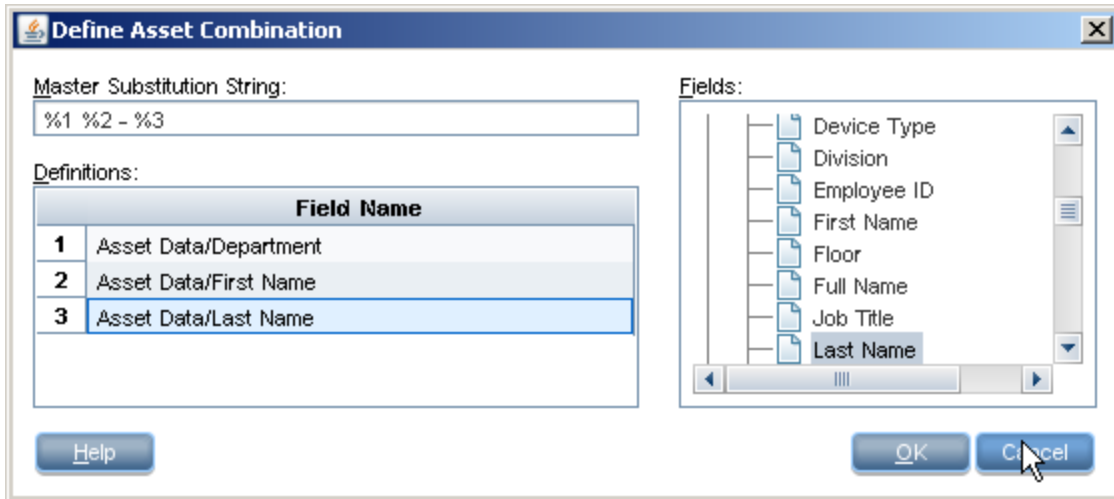 Define Asset Combination
Master Substitution String:
%1 %2 - %3
Definitions:
Field Name
1 Asset Data/Department
2 Asset Data/First Name
3 Asset Data/Last Name
Fields:
Device Type
Division
Employee ID
First Name
Floor
Full Name
Job Title
Last Name
Help
OK
Cancel